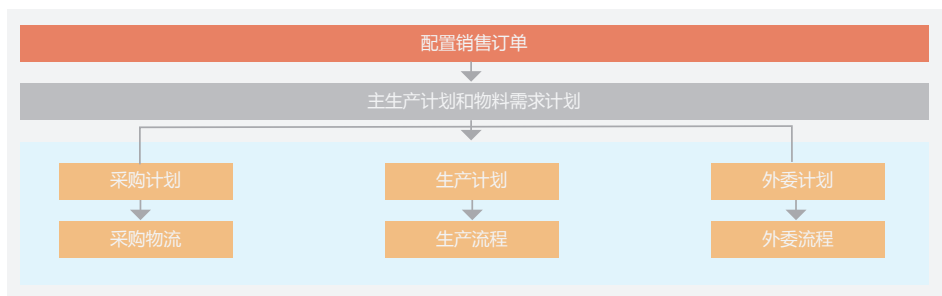 配置销售订单
主生产计划和物料需求计划
采购计划
生产计划
外委计划
采购物流
生产流程
外委流程